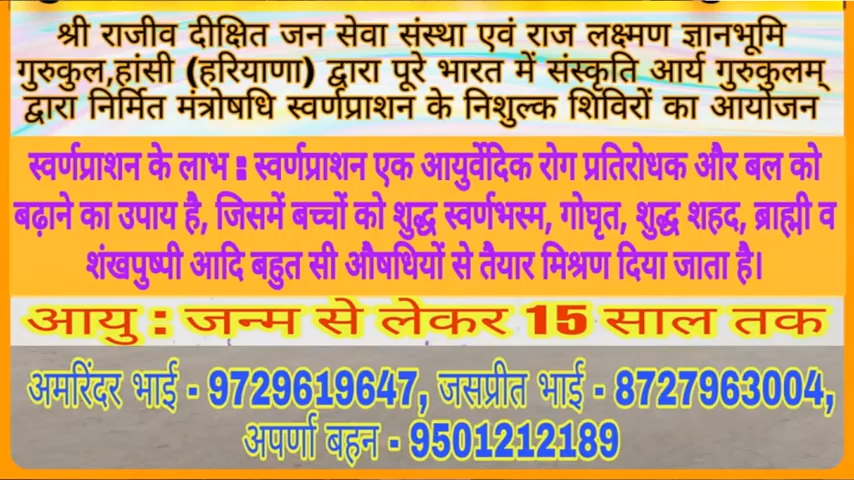 श्री राजीव दीक्षित जन सेवा संस्था एवं राज लक्ष्मण ज्ञानभूमि
गुरुकुल,हांसी (हरियाणा) द्वारा पूरे भारत में संस्कृति आर्य गुरुकुलम्
द्वारा निर्मित मंत्रोषधि स्वर्णप्राशन के निशुल्क शिविरों का आयोजन
स्वर्णप्राशन के लाभ : स्वर्णप्राशन एक आयुर्वेदिक रोग प्रतिरोधक और बल को
बढ़ाने का उपाय है, जिसमें बच्चों को शुद्ध स्वर्णभस्म, गोघृत, शुद्ध शहद, ब्राह्मी व
शंखपुष्पी आदि बहुत सी औषधियों से तैयार मिश्रण दिया जाता है।
आयु : जन्म से लेकर 15 साल तक
अमरिंदर भाई - 9729619647, जसप्रीत भाई - 8727963004,
अपर्णा बहन - 9501212189